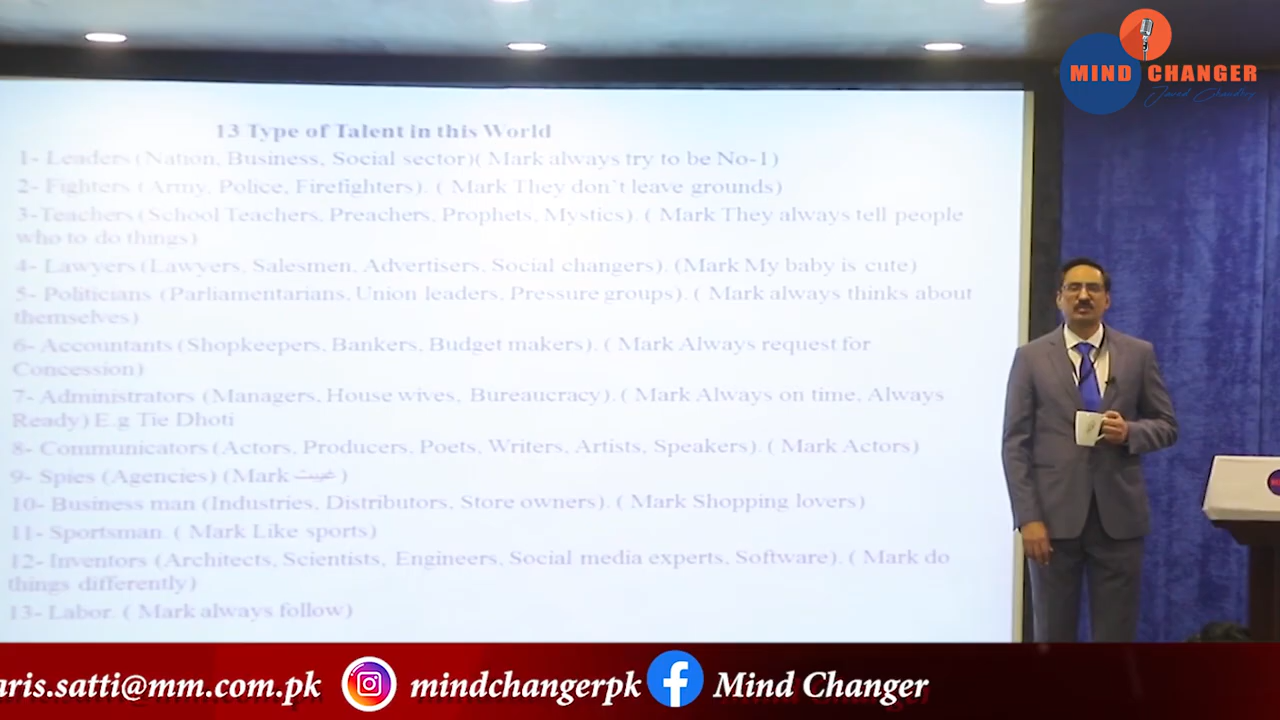 MIND CHANGER
Javed Chaudhry
13 Type of Talent in this World
1- Leaders (Nation, Business, Social sector)( Mark always try to be No-1)
2- Fighters (Army, Police, Firefighters). ( Mark They don't leave grounds)
3-Teachers (School Teachers, Preachers, Prophets, Mystics). ( Mark They always tell people
who to do things)
4- Lawyers (Lawyers, Salesmen, Advertisers, Social changers). (Mark My baby is cute)
5- Politicians (Parliamentarians, Union leaders, Pressure groups). ( Mark always thinks about
themselves)
6- Accountants (Shopkeepers, Bankers, Budget makers). ( Mark Always request for
Concession)
7- Administrators (Managers, House wives, Bureaucracy). ( Mark Always on time, Always
Ready) E.g Tie Dhoti
8- Communicators (Actors, Producers, Poets, Writers, Artists, Speakers). ( Mark Actors)
9- Spies (Agencies) (Mark غیبت )
10- Business man (Industries, Distributors, Store owners). ( Mark Shopping lovers)
11- Sportsman. ( Mark Like sports)
12- Inventors (Architects, Scientists, Engineers, Social media experts, Software). ( Mark do
things differently)
13- Labor. ( Mark always follow)
aris.satti@mm.com.pk mindchangerpk Mind Changer